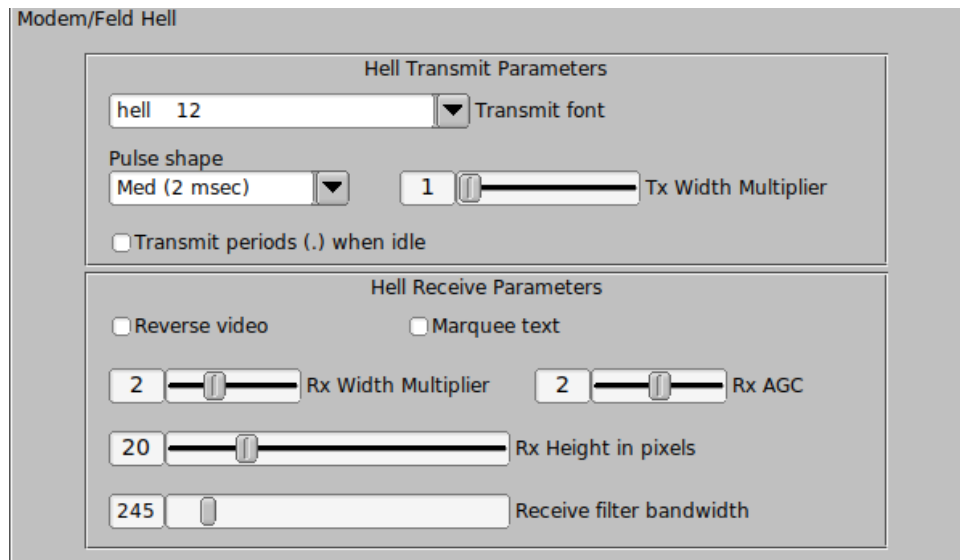 Modem/Feld Hell
Hell Transmit Parameters
hell 12 Transmit font
Pulse shape
Med (2 msec) 1 Tx Width Multiplier
Transmit periods (.) when idle
Hell Receive Parameters
Reverse video Marquee text
2 Rx Width Multiplier 2 Rx AGC
20 Rx Height in pixels
245 Receive filter bandwidth